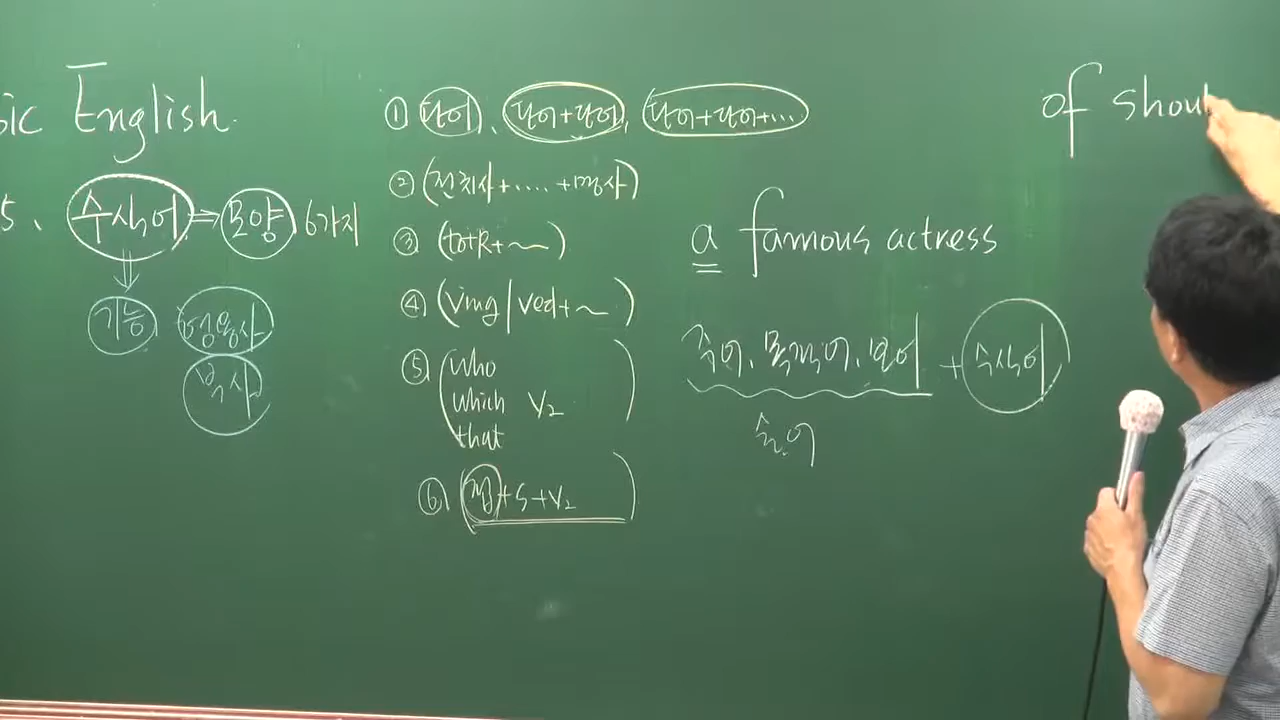 sic English.
5. 수식어 ⇒ 모양 6가지
기능 형용사
부사
① 단어, 단어+단어, 단어+단어+...
② (전치사+....+명사)
③ (to+R+~)
④ (Ving/Ved+~)
⑤ (who
which V₂
that)
⑥ (접+S+V₂)
of shou
a famous actress
주어, 목적어, 보어 + 수식어